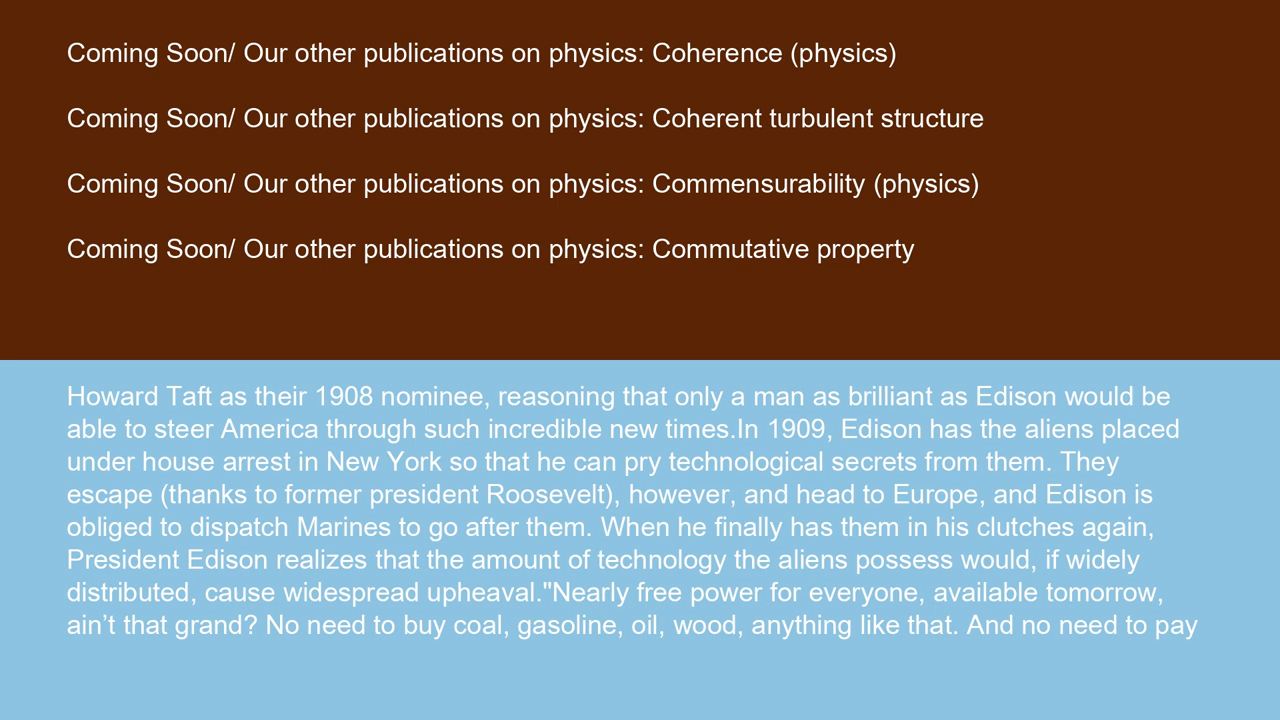 Coming Soon/ Our other publications on physics: Coherence (physics)
Coming Soon/ Our other publications on physics: Coherent turbulent structure
Coming Soon/ Our other publications on physics: Commensurability (physics)
Coming Soon/ Our other publications on physics: Commutative property
Howard Taft as their 1908 nominee, reasoning that only a man as brilliant as Edison would be
able to steer America through such incredible new times.In 1909, Edison has the aliens placed
under house arrest in New York so that he can pry technological secrets from them. They
escape (thanks to former president Roosevelt), however, and head to Europe, and Edison is
obliged to dispatch Marines to go after them. When he finally has them in his clutches again,
President Edison realizes that the amount of technology the aliens possess would, if widely
distributed, cause widespread upheaval."Nearly free power for everyone, available tomorrow,
ain’t that grand? No need to buy coal, gasoline, oil, wood, anything like that. And no need to pay